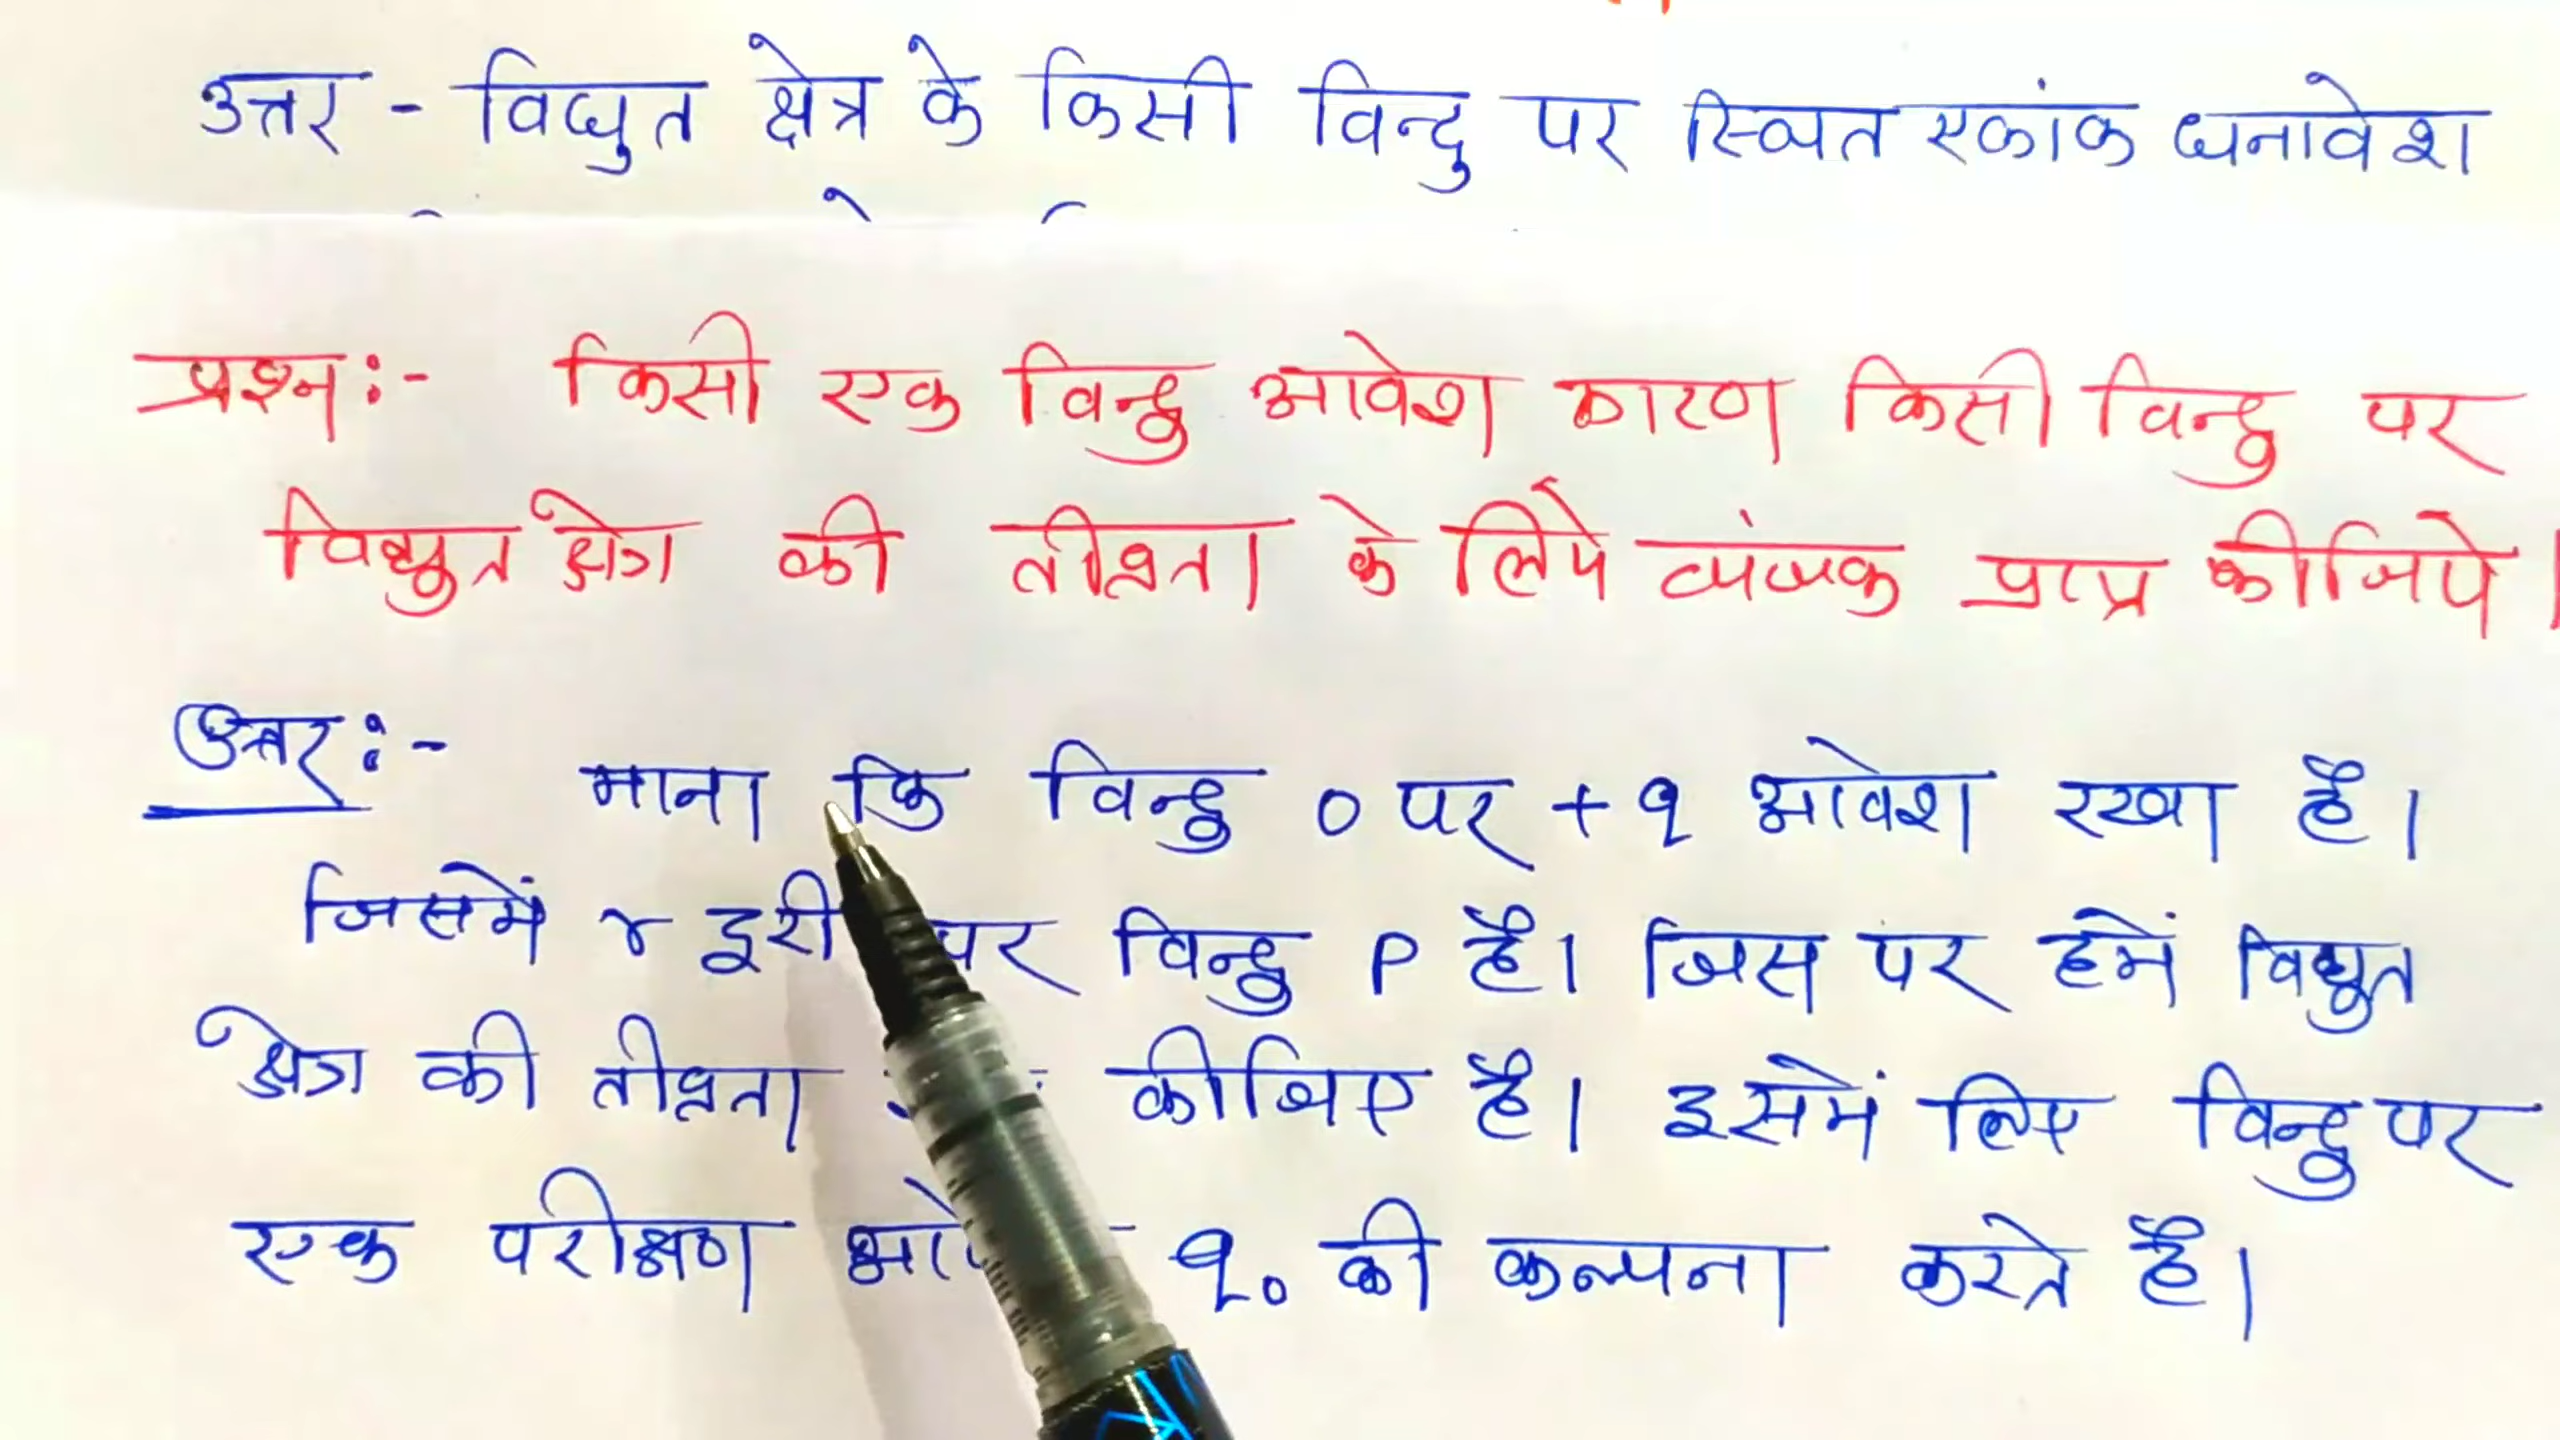 उत्तर - विद्युत क्षेत्र के किसी विन्दु पर स्थित एकांक धनावेश
प्रश्न:- किसी एक विन्दु आवेश कारण किसी विन्दु पर
विद्युत क्षेत्र की तीव्रता के लिये व्यंजक प्राप्त कीजिये।
उत्तर:- माना कि विन्दु O पर +q आवेश रखा है।
जिसमें r दूरी पर विन्दु P है। जिस पर हमें विद्युत
क्षेत्र की तीव्रता कीजिए है। इसमें लिए विन्दु पर
एक परीक्षण q₀ की कल्पना करते है।